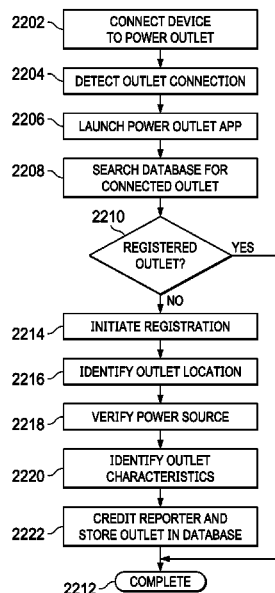 2202
CONNECT DEVICE
TO POWER OUTLET
2204
DETECT OUTLET CONNECTION
2206
LAUNCH POWER OUTLET APP
2208
SEARCH DATABASE FOR
CONNECTED OUTLET
2210
REGISTERED
OUTLET?
YES
NO
2214
INITIATE REGISTRATION
2216
IDENTIFY OUTLET LOCATION
2218
VERIFY POWER SOURCE
2220
IDENTIFY OUTLET
CHARACTERISTICS
2222
CREDIT REPORTER AND
STORE OUTLET IN DATABASE
2212
COMPLETE